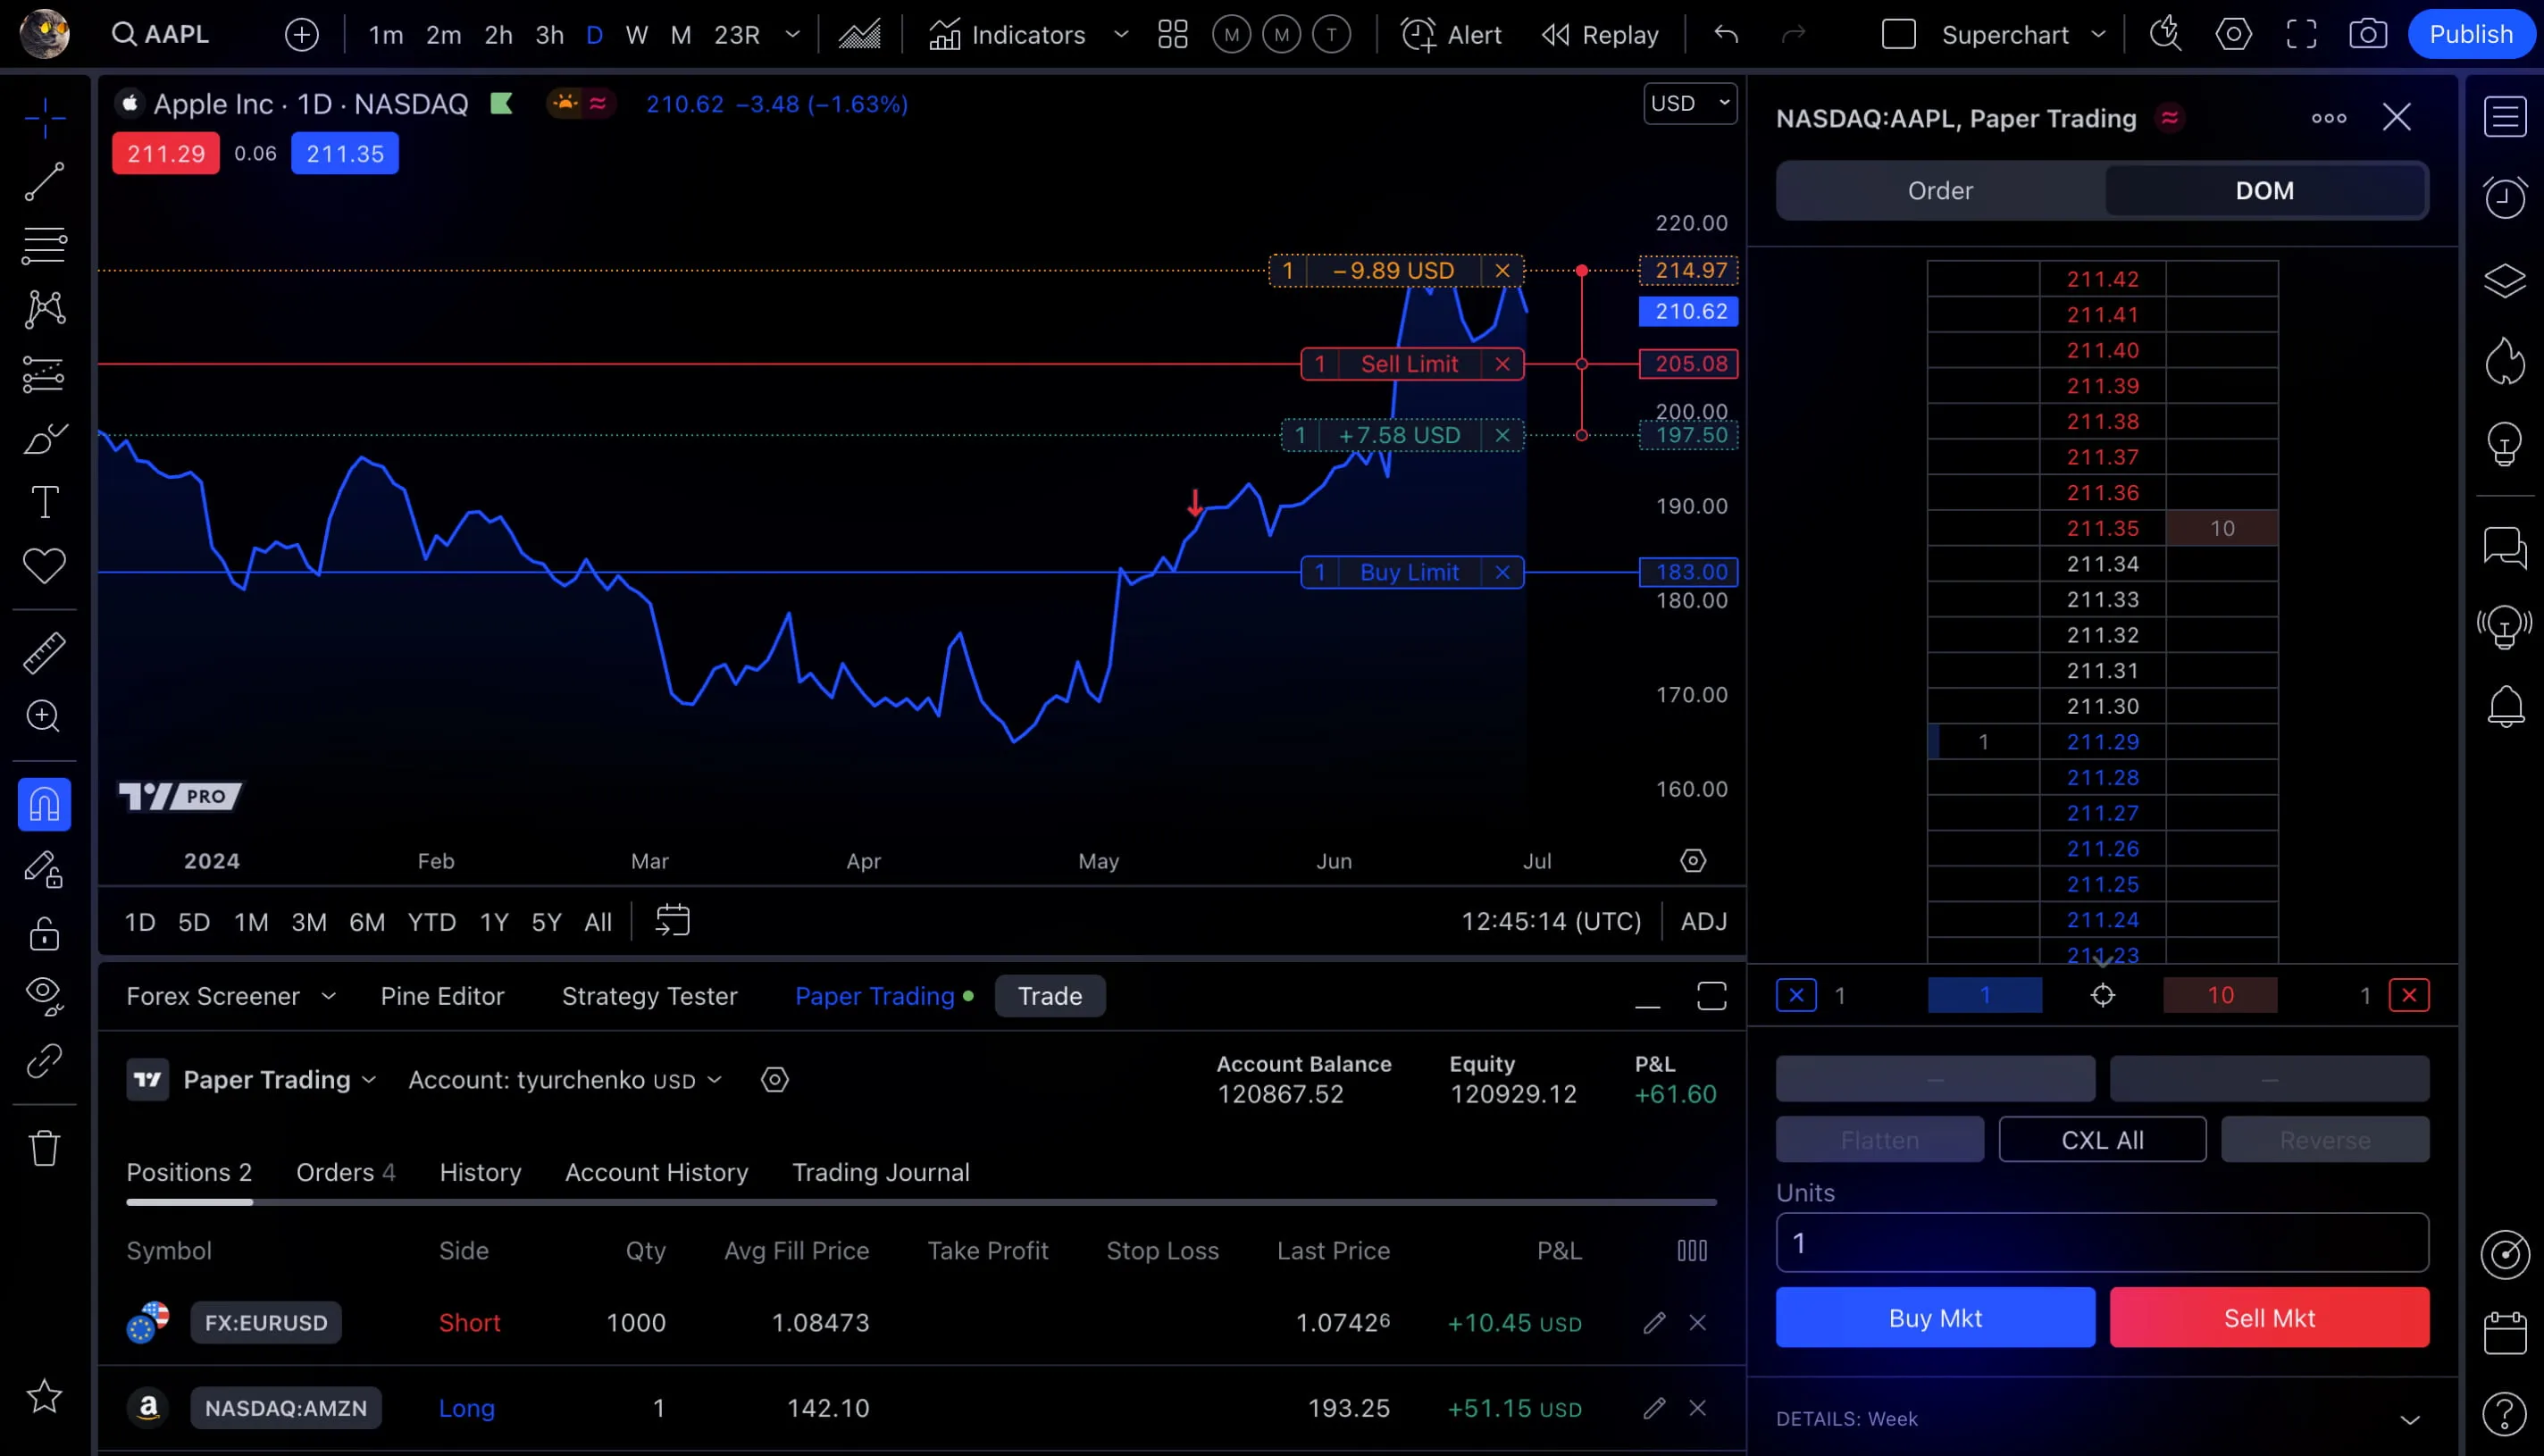 AAPL 1m 2m 2h 3h D W M 23R Indicators M M T Alert Replay Superchart Publish
Apple Inc · 1D · NASDAQ 210.62 −3.48 (−1.63%) USD
211.29 0.06 211.35
220.00
1 −9.89 USD 214.97
210.62
1 Sell Limit 205.08
200.00
1 +7.58 USD 197.50
190.00
1 Buy Limit 183.00
180.00
170.00
160.00
PRO
2024 Feb Mar Apr May Jun Jul
1D 5D 1M 3M 6M YTD 1Y 5Y All 12:45:14 (UTC) ADJ
Forex Screener Pine Editor Strategy Tester Paper Trading Trade
Paper Trading Account: tyurchenko USD
Account Balance Equity P&L
120867.52 120929.12 +61.60
Positions 2 Orders 4 History Account History Trading Journal
Symbol Side Qty Avg Fill Price Take Profit Stop Loss Last Price P&L
FX:EURUSD Short 1000 1.08473 1.0742⁶ +10.45 USD
a NASDAQ:AMZN Long 1 142.10 193.25 +51.15 USD
NASDAQ:AAPL, Paper Trading
Order DOM
211.42
211.41
211.40
211.39
211.38
211.37
211.36
211.35 10
211.34
211.33
211.32
211.31
211.30
1 211.29
211.28
211.27
211.26
211.25
211.24
211.23
1 1 10 1
Flatten CXL All Reverse
Units
1
Buy Mkt Sell Mkt
DETAILS: Week